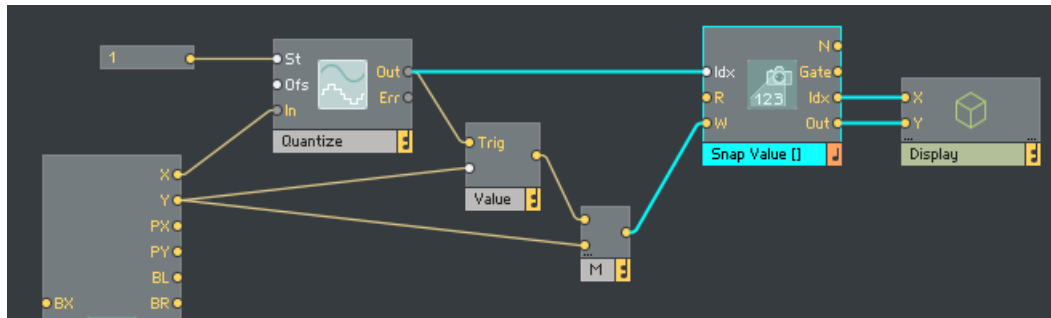 1
St
Ofs
In
Out
Err
Quantize
X
Y
PX
PY
BL
BX
BR
Trig
Value
...
M
Idx
R
W
123
N
Gate
Idx
Out
Snap Value []
X
Y
...
...
Display